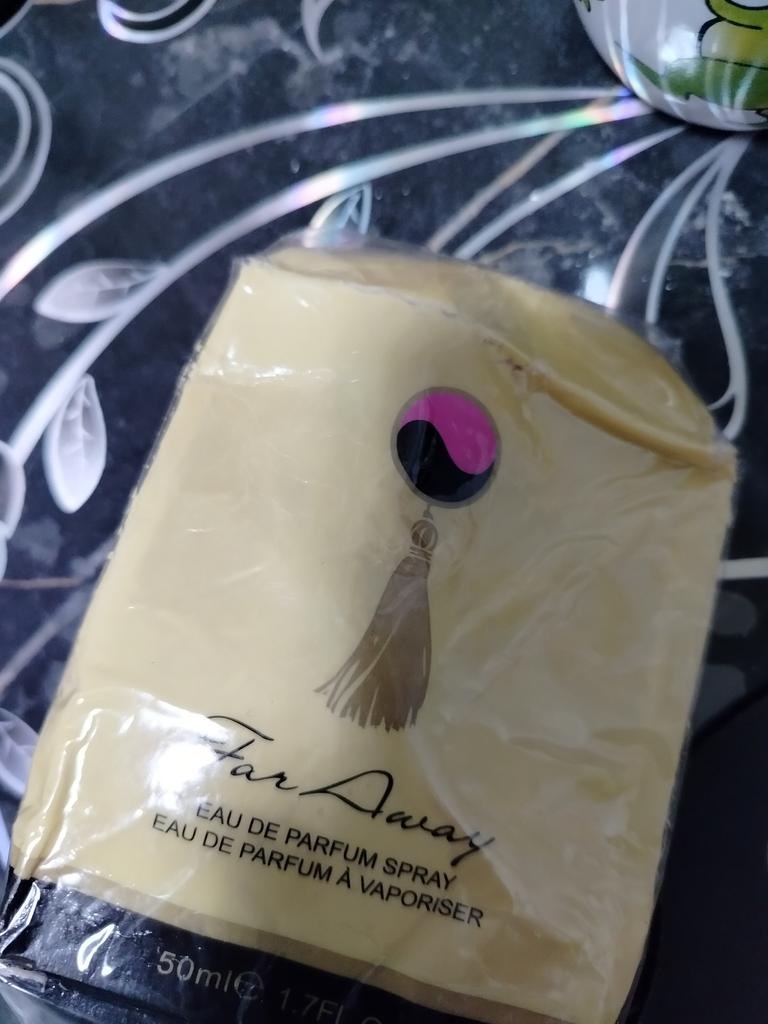 Far Away
EAU DE PARFUM SPRAY
EAU DE PARFUM À VAPORISER
50ml℮ 1.7FL